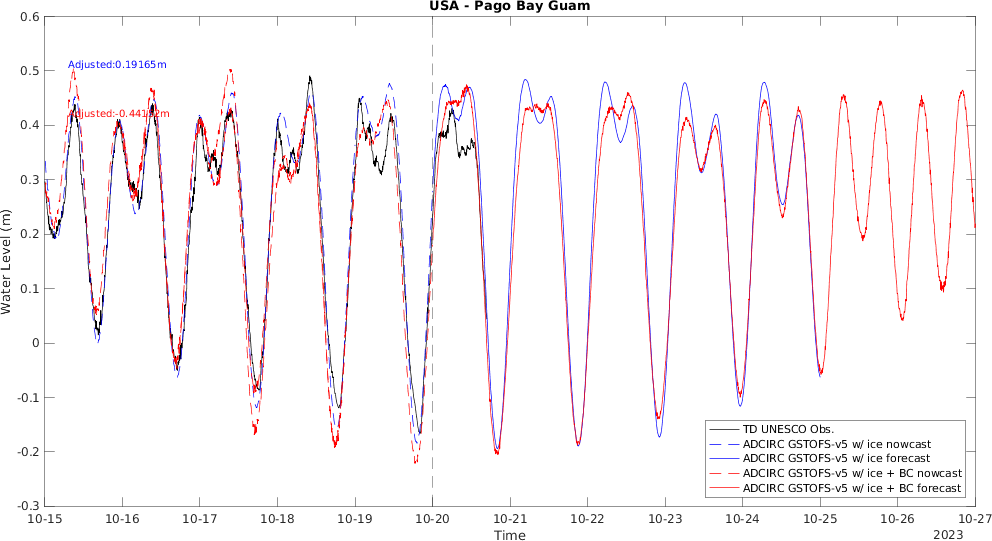 USA - Pago Bay Guam
0.6
0.5
0.4
0.3
0.2
0.1
0
-0.1
-0.2
-0.3
Water Level (m)
Adjusted:0.19165m
TD UNESCO Obs.
ADCIRC GSTOFS-v5 w/ ice nowcast
ADCIRC GSTOFS-v5 w/ ice forecast
ADCIRC GSTOFS-v5 w/ ice + BC nowcast
ADCIRC GSTOFS-v5 w/ ice + BC forecast
10-15 10-16 10-17 10-18 10-19 10-20 10-21 10-22 10-23 10-24 10-25 10-26 10-27
Time
2023